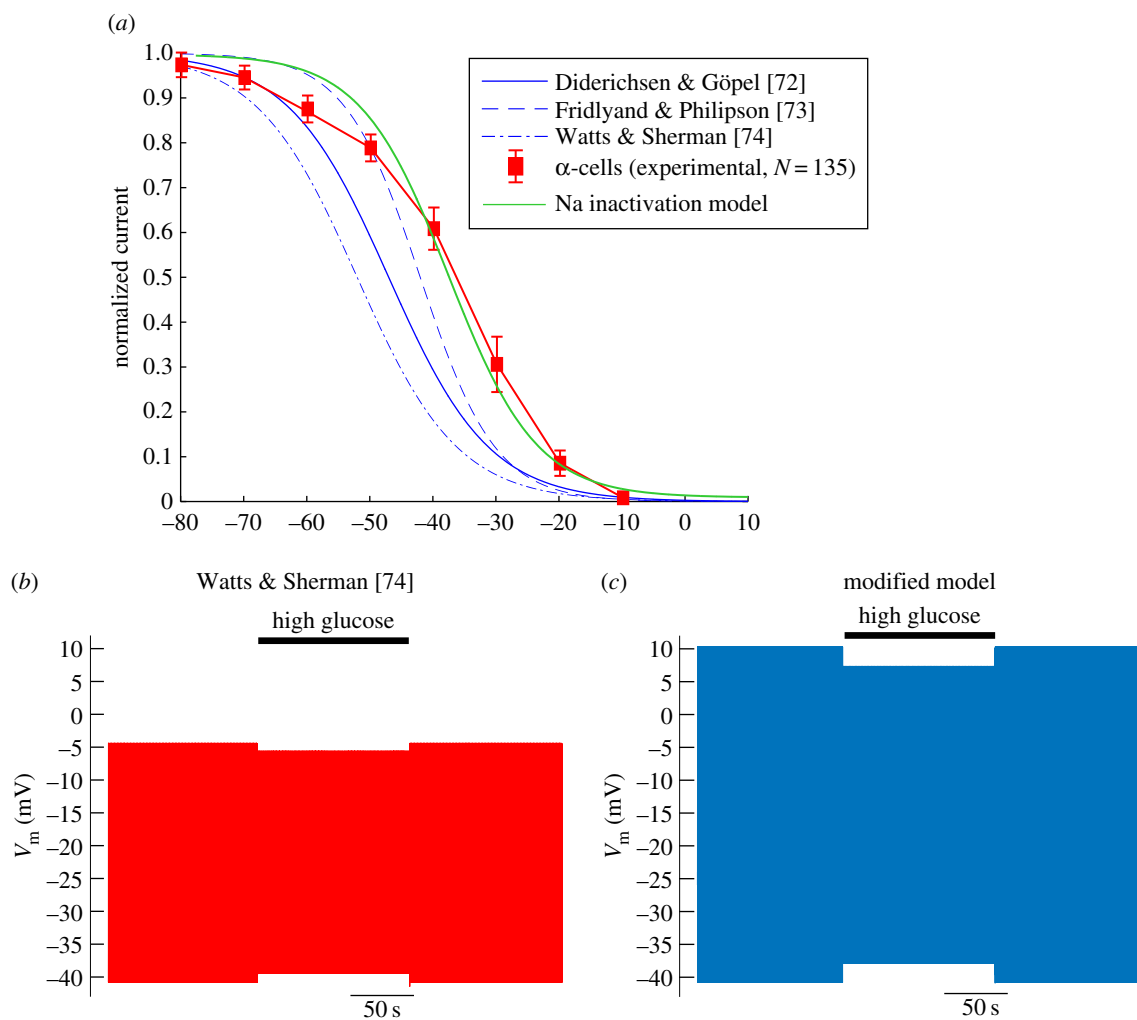 (a)
1.0
0.9
0.8
0.7
0.6
0.5
0.4
0.3
0.2
0.1
0
normalized current
–80 –70 –60 –50 –40 –30 –20 –10 0 10
Diderichsen & Göpel [72]
Fridlyand & Philipson [73]
Watts & Sherman [74]
α-cells (experimental, N = 135)
Na inactivation model
(b)
Watts & Sherman [74]
high glucose
10
5
0
–5
–10
–15
–20
–25
–30
–35
–40
Vm (mV)
50 s
(c)
modified model
high glucose
10
5
0
–5
–10
–15
–20
–25
–30
–35
–40
Vm (mV)
50 s